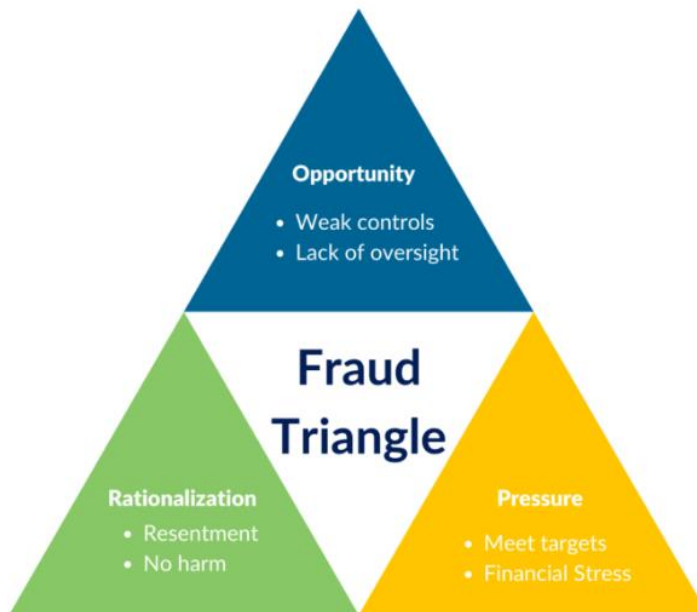 Opportunity
• Weak controls
• Lack of oversight
Fraud
Triangle
Rationalization
• Resentment
• No harm
Pressure
• Meet targets
• Financial Stress